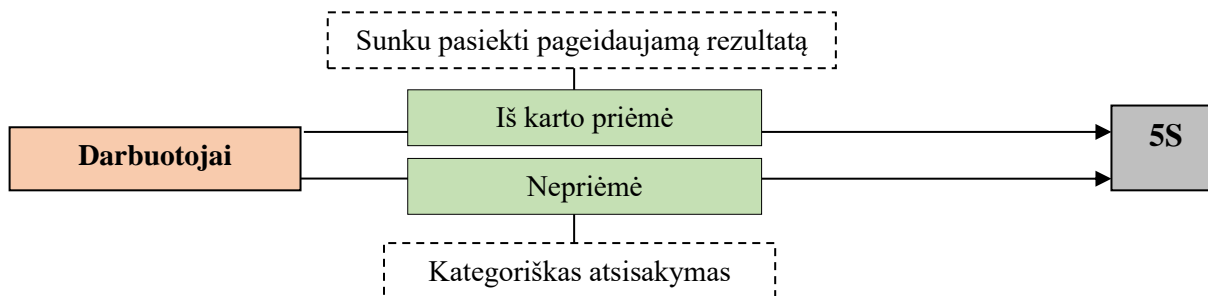 Sunku pasiekti pageidaujamą rezultatą
Iš karto priėmė
Darbuotojai
5S
Nepriėmė
Kategoriškas atsisakymas